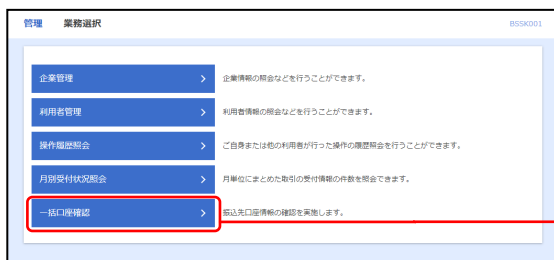 管理 業務選択 BSSK001
企業管理 > 企業情報の照会などを行うことができます。
利用者管理 > 利用者情報の照会などを行うことができます。
操作履歴照会 > ご自身または他の利用者が行った操作の履歴照会を行うことができます。
月別受付状況照会 > 月単位にまとめた取引の受付情報の件数を照会できます。
一括口座確認 > 振込先口座情報の確認を実施します。